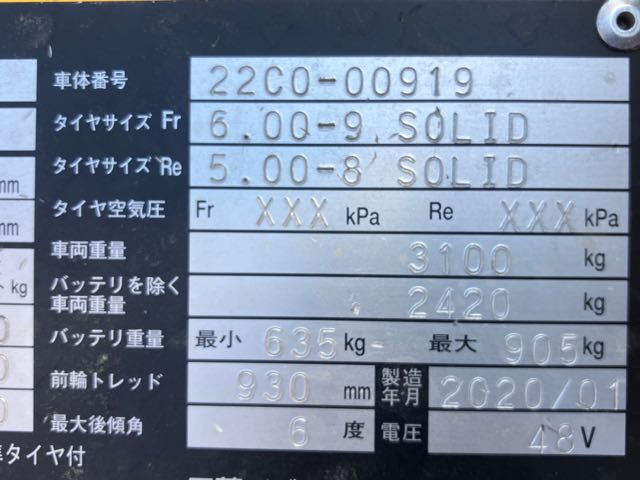 車体番号 22C0-00919
タイヤサイズ Fr 6.00-9 SOLID
タイヤサイズ Re 5.00-8 SOLID
mm タイヤ空気圧 Fr XXX kPa Re XXX kPa
mm 車両重量 3100 kg
kg バッテリを除く車両重量 2420 kg
0 バッテリ重量 最小 635 kg 最大 905 kg
0 前輪トレッド 930 mm 製造年月 2020/01
0 最大後傾角 6 度 電圧 48 V
タイヤ付